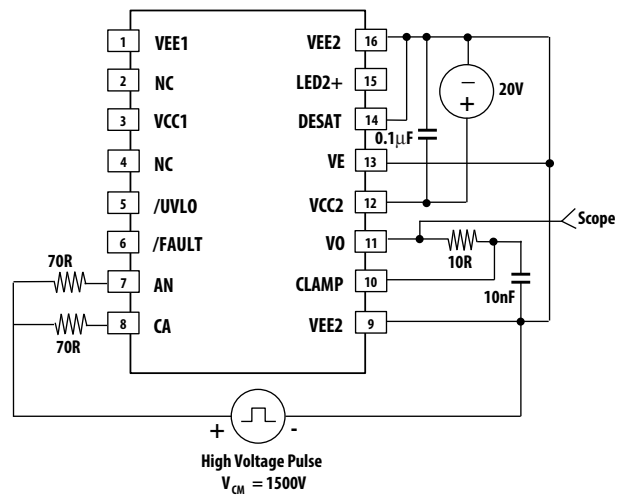 1 VEE1 VEE2 16
2 NC LED2+ 15
3 VCC1 DESAT 14
4 NC VE 13
5 /UVLO VCC2 12
6 /FAULT VO 11
7 AN CLAMP 10
8 CA VEE2 9
70R
70R
0.1μF
−
+
20V
Scope
10R
10nF
+ -
High Voltage Pulse
VCM = 1500V